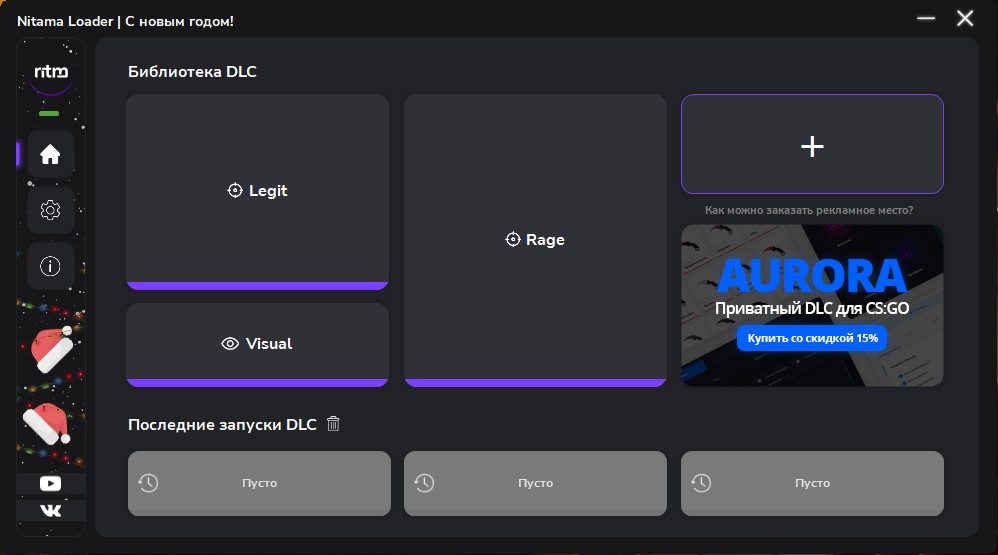 Nitama Loader | С новым годом!
ritm
Библиотека DLC
Legit
Rage
Visual
+
Как можно заказать рекламное место?
AURORA
Приватный DLC для CS:GO
Купить со скидкой 15%
Последние запуски DLC
Пусто
Пусто
Пусто